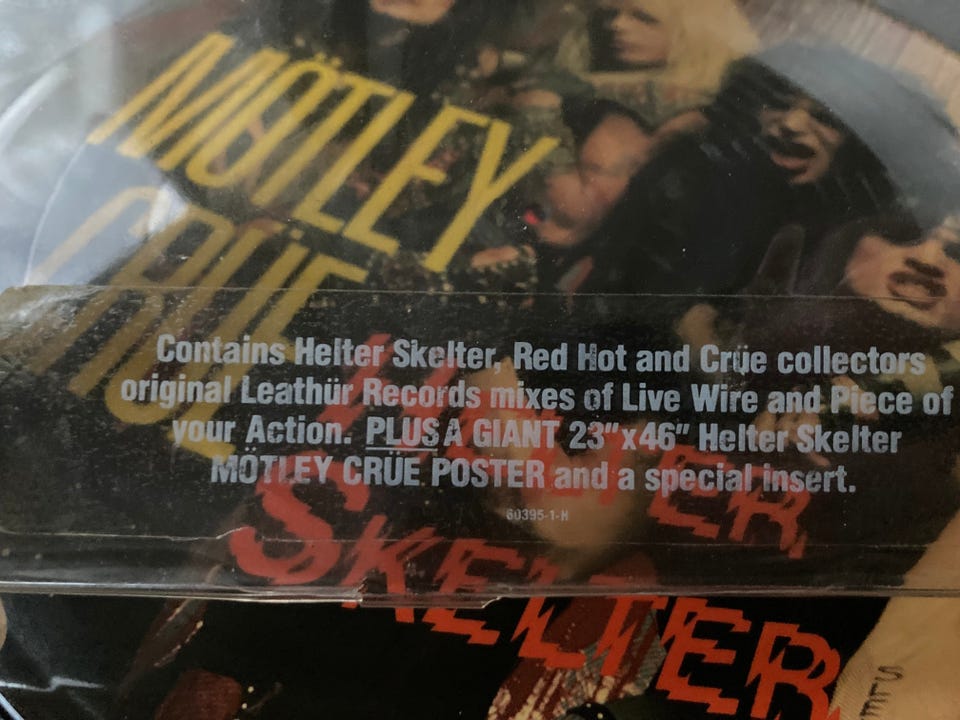 MÖTLEY
CRÜE
Contains Helter Skelter, Red Hot and Crüe collectors
original Leathür Records mixes of Live Wire and Piece of
your Action. PLUS A GIANT 23"x46" Helter Skelter
MÖTLEY CRÜE POSTER and a special insert.
60395-1-H
HELTER
SKELTER
SKELTER